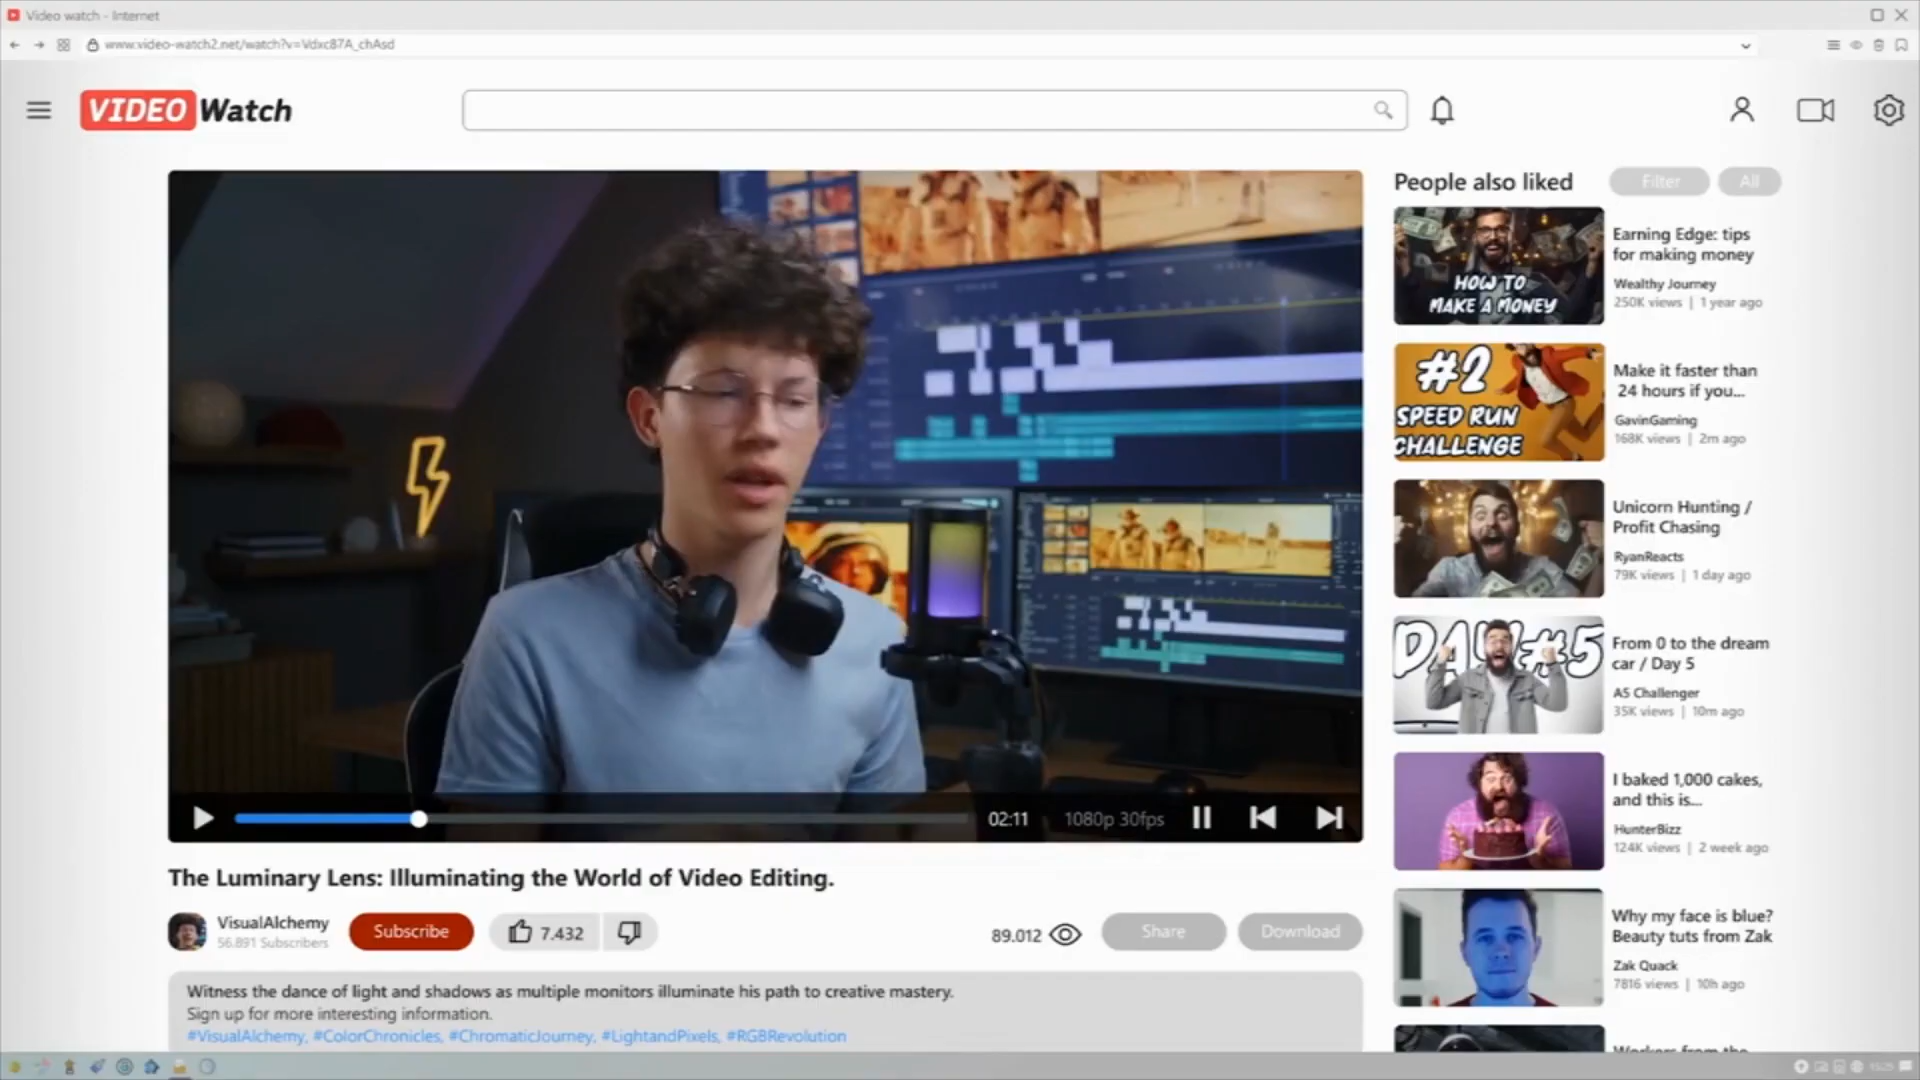 Video watch - Internet
www.video-watch2.net/watch?v=Vdxc87A_chAsd
VIDEO Watch
People also liked
Filter
All
HOW TO
MAKE A MONEY
Earning Edge: tips
for making money
Wealthy Journey
250K views | 1 year ago
#2
SPEED RUN
CHALLENGE
Make it faster than
24 hours if you...
GavinGaming
168K views | 2m ago
Unicorn Hunting /
Profit Chasing
RyanReacts
79K views | 1 day ago
DAY #5
From 0 to the dream
car / Day 5
A5 Challenger
35K views | 10m ago
I baked 1,000 cakes,
and this is...
HunterBizz
124K views | 2 week ago
Why my face is blue?
Beauty tuts from Zak
Zak Quack
7816 views | 10h ago
Workers from the
02:11
1080p 30fps
The Luminary Lens: Illuminating the World of Video Editing.
VisualAlchemy
56.891 Subscribers
Subscribe
7.432
89.012
Share
Download
Witness the dance of light and shadows as multiple monitors illuminate his path to creative mastery.
Sign up for more interesting information.
#VisualAlchemy, #ColorChronicles, #ChromaticJourney, #LightandPixels, #RGBRevolution